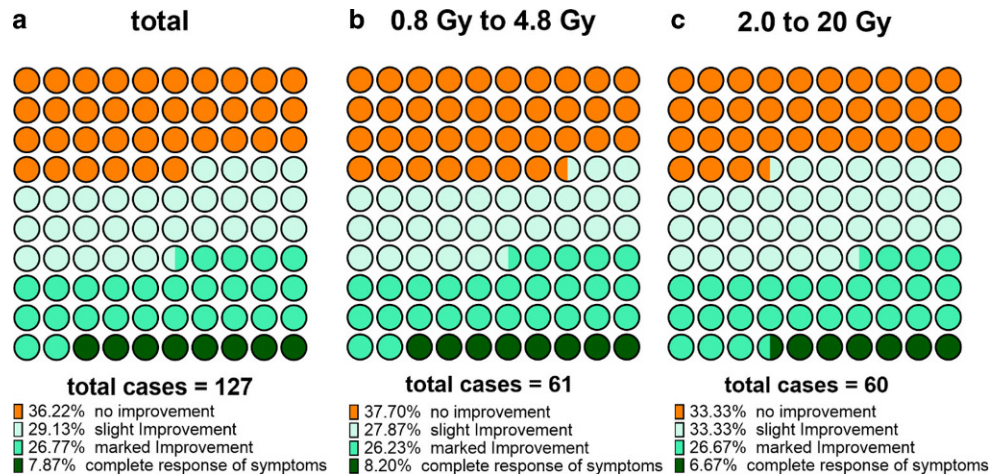 a total
b 0.8 Gy to 4.8 Gy
c 2.0 to 20 Gy
total cases = 127
36.22% no improvement
29.13% slight Improvement
26.77% marked Improvement
7.87% complete response of symptoms
total cases = 61
37.70% no improvement
27.87% slight Improvement
26.23% marked Improvement
8.20% complete response of symptoms
total cases = 60
33.33% no improvement
33.33% slight Improvement
26.67% marked Improvement
6.67% complete response of symptoms